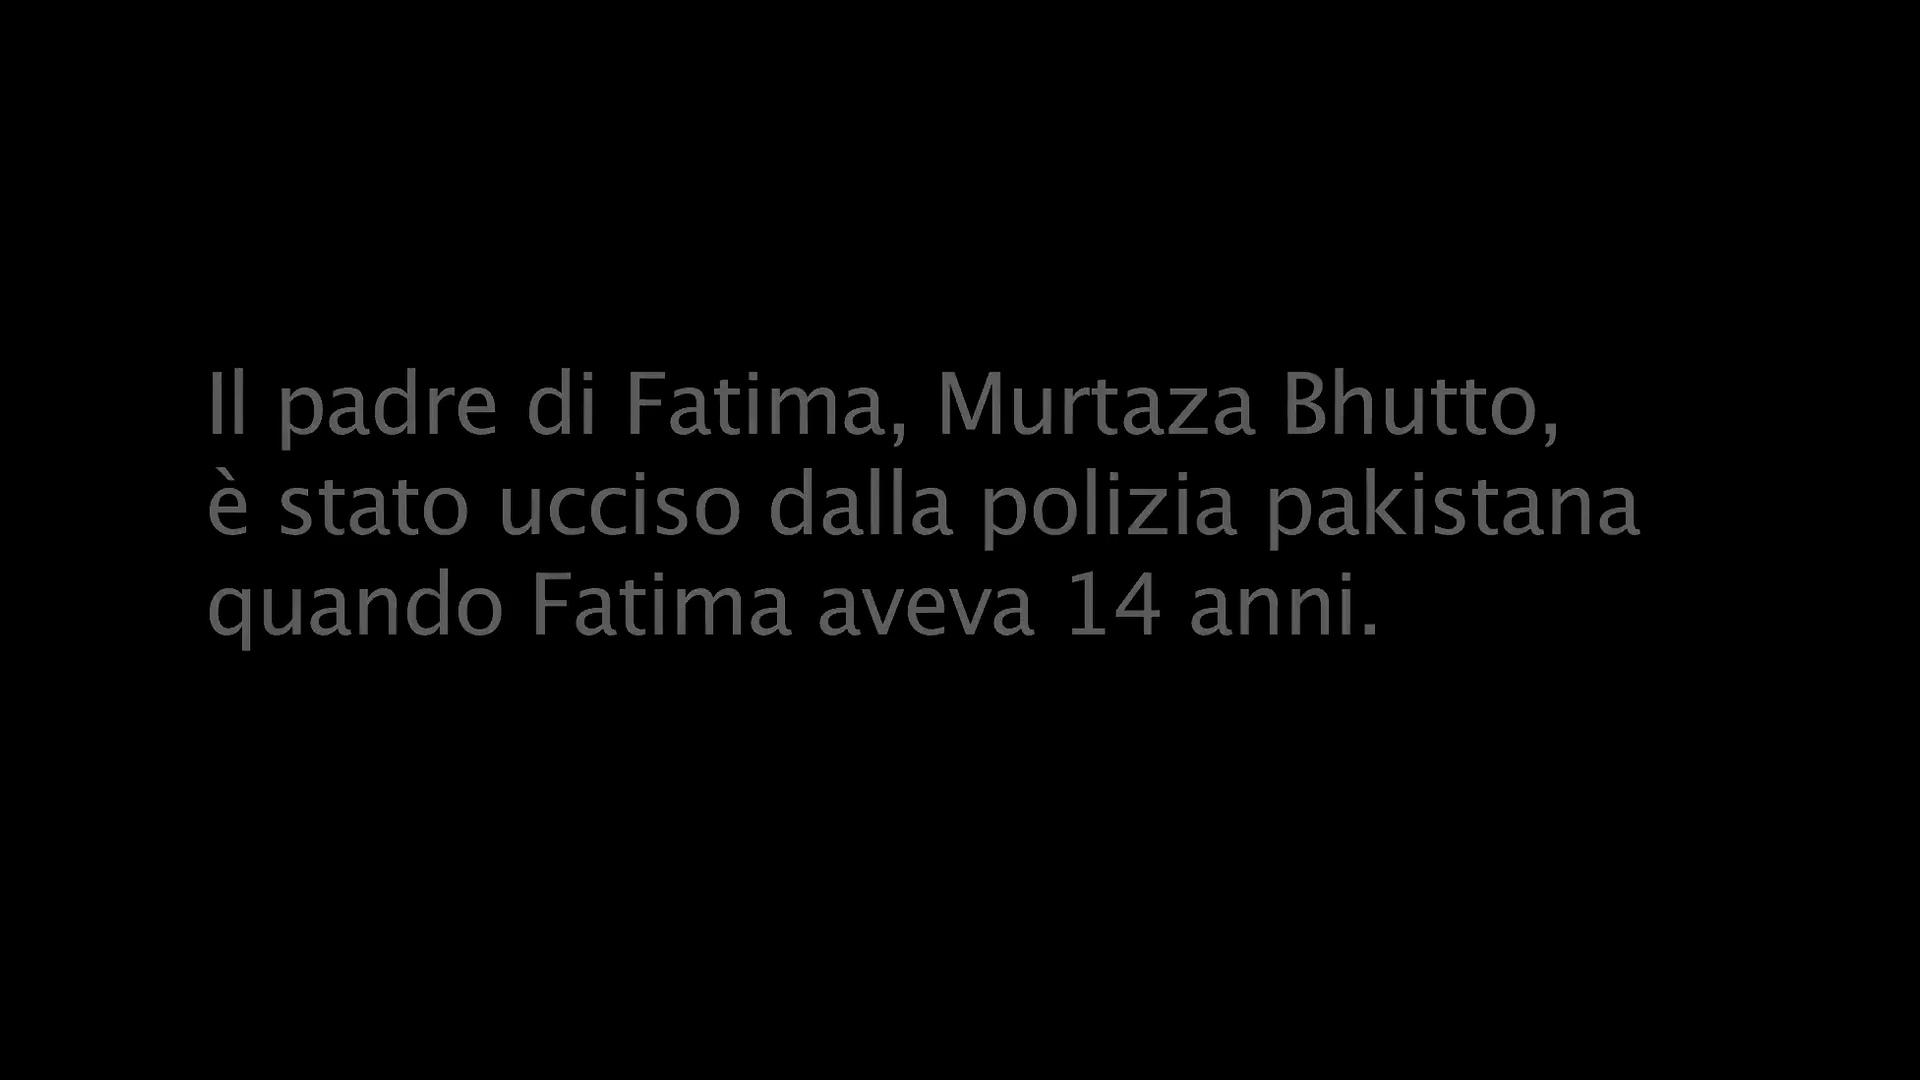 Il padre di Fatima, Murtaza Bhutto,
è stato ucciso dalla polizia pakistana
quando Fatima aveva 14 anni.